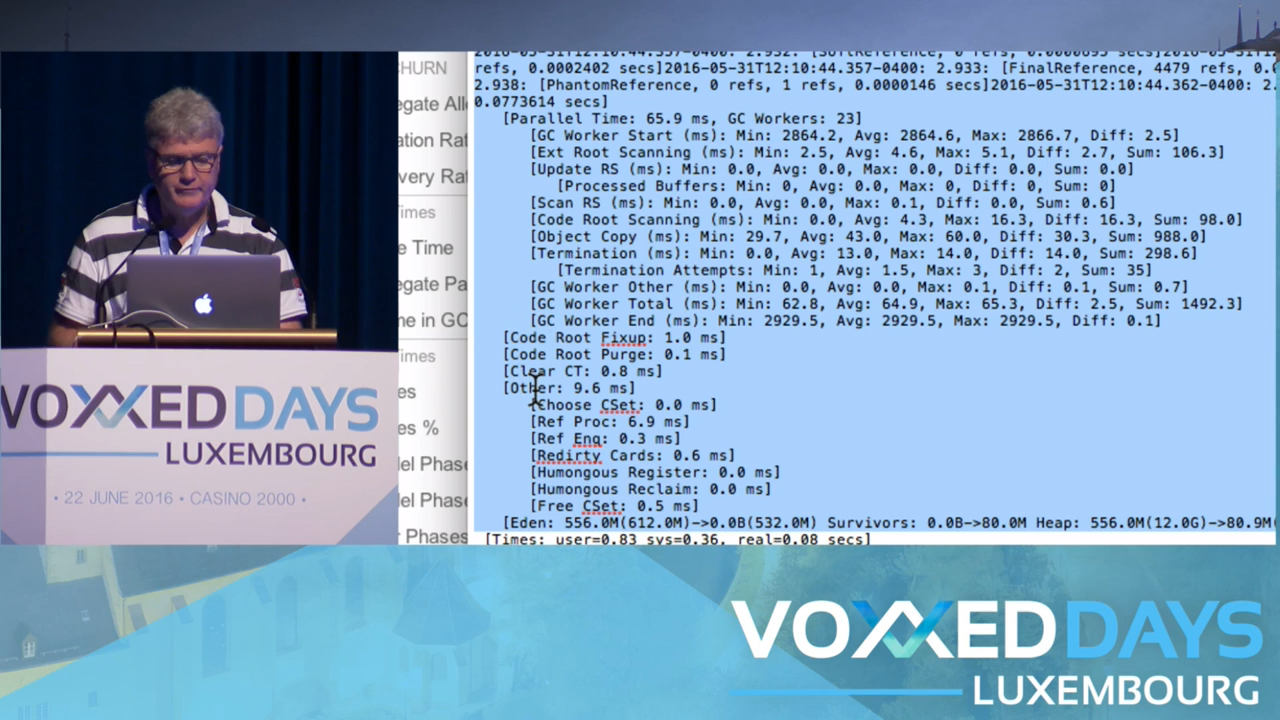 HURN
egate All
ation Rat
very Rat
imes
e Time
egate Pa
me in GC
imes
es
es %
lel Phase
lel Phase
r Phases
refs, 0.0002402 secs]2016-05-31T12:10:44.357-0400: 2.933: [FinalReference, 4479 refs, 0.0
2.938: [PhantomReference, 0 refs, 1 refs, 0.0000146 secs]2016-05-31T12:10:44.362-0400: 2.
0.0773614 secs]
[Parallel Time: 65.9 ms, GC Workers: 23]
[GC Worker Start (ms): Min: 2864.2, Avg: 2864.6, Max: 2866.7, Diff: 2.5]
[Ext Root Scanning (ms): Min: 2.5, Avg: 4.6, Max: 5.1, Diff: 2.7, Sum: 106.3]
[Update RS (ms): Min: 0.0, Avg: 0.0, Max: 0.0, Diff: 0.0, Sum: 0.0]
[Processed Buffers: Min: 0, Avg: 0.0, Max: 0, Diff: 0, Sum: 0]
[Scan RS (ms): Min: 0.0, Avg: 0.0, Max: 0.1, Diff: 0.0, Sum: 0.6]
[Code Root Scanning (ms): Min: 0.0, Avg: 4.3, Max: 16.3, Diff: 16.3, Sum: 98.0]
[Object Copy (ms): Min: 29.7, Avg: 43.0, Max: 60.0, Diff: 30.3, Sum: 988.0]
[Termination (ms): Min: 0.0, Avg: 13.0, Max: 14.0, Diff: 14.0, Sum: 298.6]
[Termination Attempts: Min: 1, Avg: 1.5, Max: 3, Diff: 2, Sum: 35]
[GC Worker Other (ms): Min: 0.0, Avg: 0.0, Max: 0.1, Diff: 0.1, Sum: 0.7]
[GC Worker Total (ms): Min: 62.8, Avg: 64.9, Max: 65.3, Diff: 2.5, Sum: 1492.3]
[GC Worker End (ms): Min: 2929.5, Avg: 2929.5, Max: 2929.5, Diff: 0.1]
[Code Root Fixup: 1.0 ms]
[Code Root Purge: 0.1 ms]
[Clear CT: 0.8 ms]
[Other: 9.6 ms]
[Choose CSet: 0.0 ms]
[Ref Proc: 6.9 ms]
[Ref Enq: 0.3 ms]
[Redirty Cards: 0.6 ms]
[Humongous Register: 0.0 ms]
[Humongous Reclaim: 0.0 ms]
[Free CSet: 0.5 ms]
[Eden: 556.0M(612.0M)->0.0B(532.0M) Survivors: 0.0B->80.0M Heap: 556.0M(12.0G)->80.9M(
[Times: user=0.83 sys=0.36, real=0.08 secs]
VOXXED DAYS
LUXEMBOURG
• 22 JUNE 2016 • CASINO 2000 •
VOXXED DAYS
LUXEMBOURG